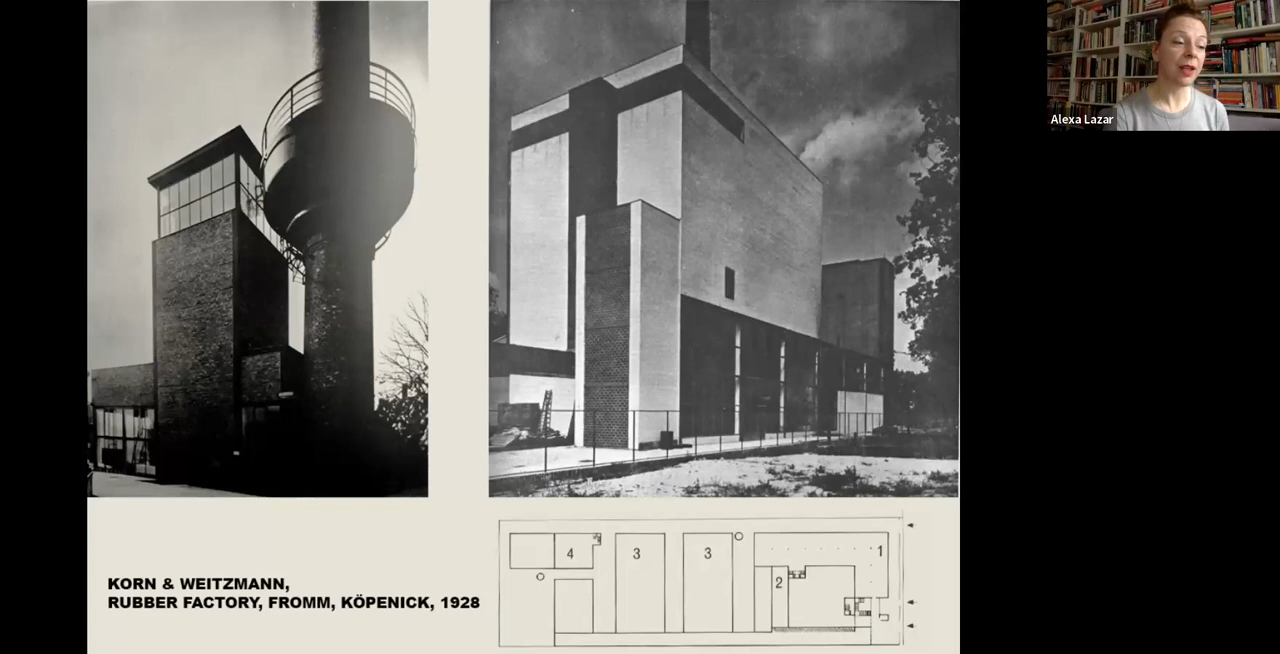 Alexa Lazar
4
3
3
1
2
KORN & WEITZMANN,
RUBBER FACTORY, FROMM, KÖPENICK, 1928